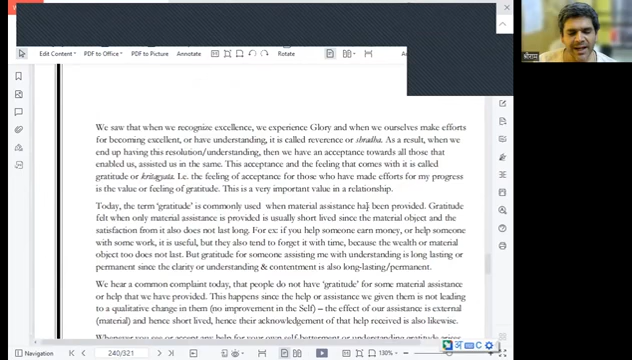 Edit Content PDF to Office PDF to Picture Annotate Rotate
श्रीराम
We saw that when we recognize excellence, we experience Glory and when we ourselves make efforts
for becoming excellent, or have understanding, it is called reverence or shradha. As a result, when we
end up having this resolution/understanding, then we have an acceptance towards all those that
enabled us, assisted us in the same. This acceptance and the feeling that comes with it is called
gratitude or kritagyata. I.e. the feeling of acceptance for those who have made efforts for my progress
is the value or feeling of gratitude. This is a very important value in a relationship.
Today, the term 'gratitude' is commonly used when material assistance has been provided. Gratitude
felt when only material assistance is provided is usually short lived since the material object and the
satisfaction from it also does not last long. For ex: if you help someone earn money, or help someone
with some work, it is useful, but they also tend to forget it with time, because the wealth or material
object too does not last. But gratitude for someone assisting me with understanding is long lasting or
permanent since the clarity or understanding & contentment is also long-lasting/permanent.
We hear a common complaint today, that people do not have 'gratitude' for some material assistance
or help that we have provided. This happens since the help or assistance we given them is not leading
to a qualitative change in them (no improvement in the Self) – the effect of our assistance is external
(material) and hence short lived, hence their acknowledgement of that help received is also likewise.
Navigation 240/321 130%